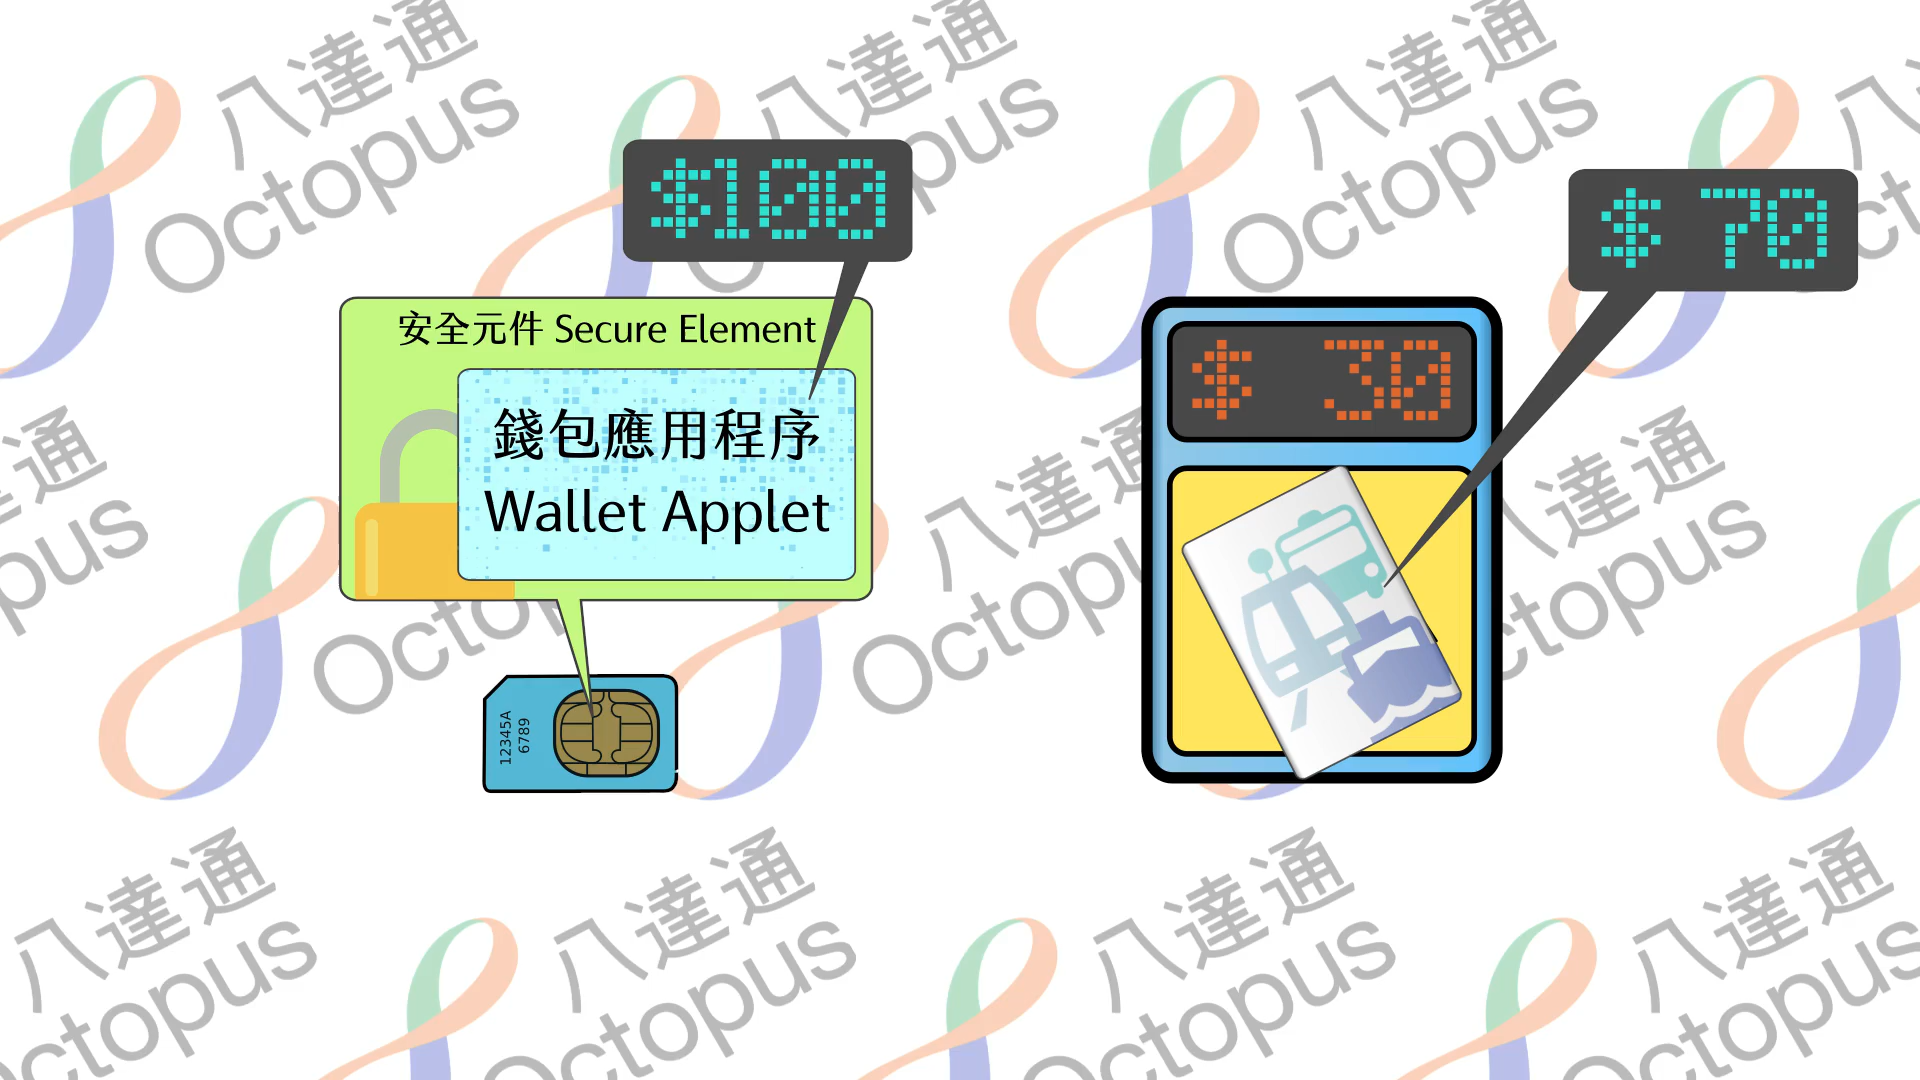 $100
安全元件 Secure Element
錢包應用程序
Wallet Applet
12345A
6789
$ 70
$ 30
八達通
Octopus